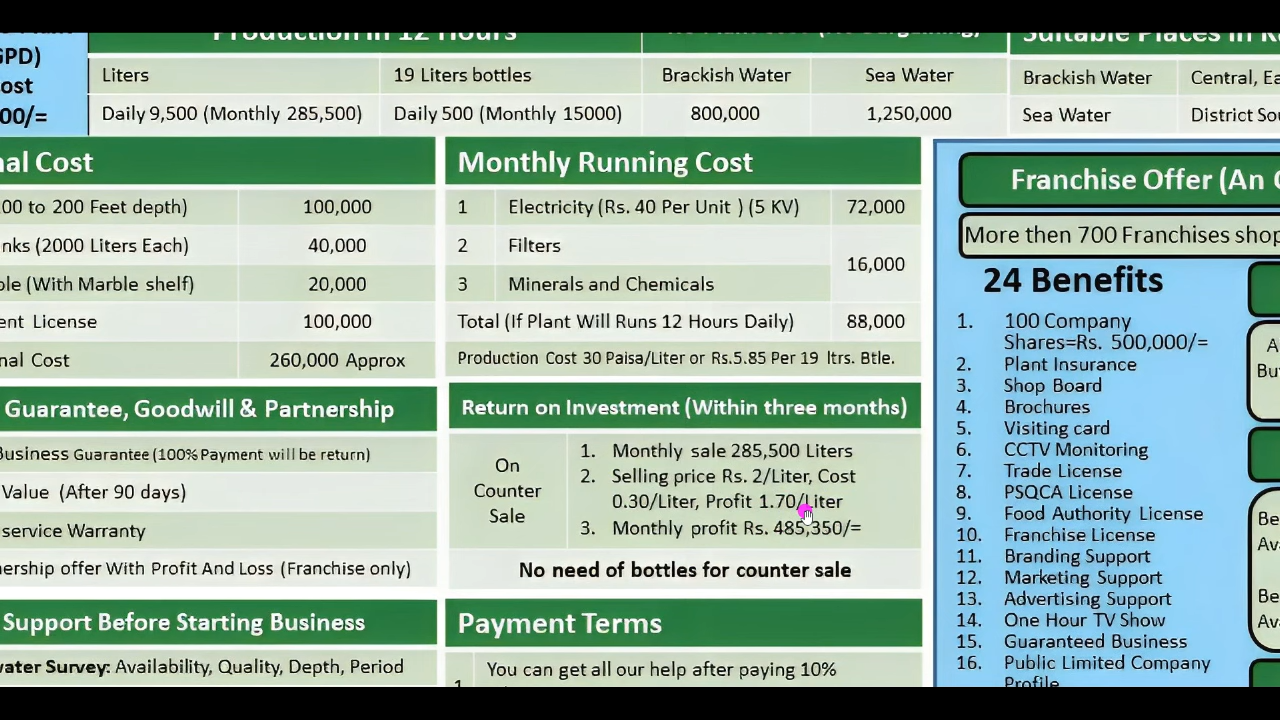 Production in 12 Hours
GPD)
ost
00/=
Liters
19 Liters bottles
Brackish Water
Sea Water
Brackish Water
Central, Ea
Daily 9,500 (Monthly 285,500)
Daily 500 (Monthly 15000)
800,000
1,250,000
Sea Water
District Sou
nal Cost
00 to 200 Feet depth)
100,000
nks (2000 Liters Each)
40,000
ble (With Marble shelf)
20,000
ent License
100,000
nal Cost
260,000 Approx
Guarantee, Goodwill & Partnership
Business Guarantee (100% Payment will be return)
Value (After 90 days)
service Warranty
nership offer With Profit And Loss (Franchise only)
Support Before Starting Business
water Survey: Availability, Quality, Depth, Period
Monthly Running Cost
1 Electricity (Rs. 40 Per Unit ) (5 KV) 72,000
2 Filters
16,000
3 Minerals and Chemicals
Total (If Plant Will Runs 12 Hours Daily) 88,000
Production Cost 30 Paisa/Liter or Rs.5.85 Per 19 ltrs. Btle.
Return on Investment (Within three months)
On
Counter
Sale
1. Monthly sale 285,500 Liters
2. Selling price Rs. 2/Liter, Cost
0.30/Liter, Profit 1.70/Liter
3. Monthly profit Rs. 485,350/=
No need of bottles for counter sale
Payment Terms
1. You can get all our help after paying 10%
Franchise Offer (An
More then 700 Franchises shop
24 Benefits
1. 100 Company
Shares=Rs. 500,000/=
2. Plant Insurance
3. Shop Board
4. Brochures
5. Visiting card
6. CCTV Monitoring
7. Trade License
8. PSQCA License
9. Food Authority License
10. Franchise License
11. Branding Support
12. Marketing Support
13. Advertising Support
14. One Hour TV Show
15. Guaranteed Business
16. Public Limited Company
Profile
A
Bu
Be
Ava
Be
Ava